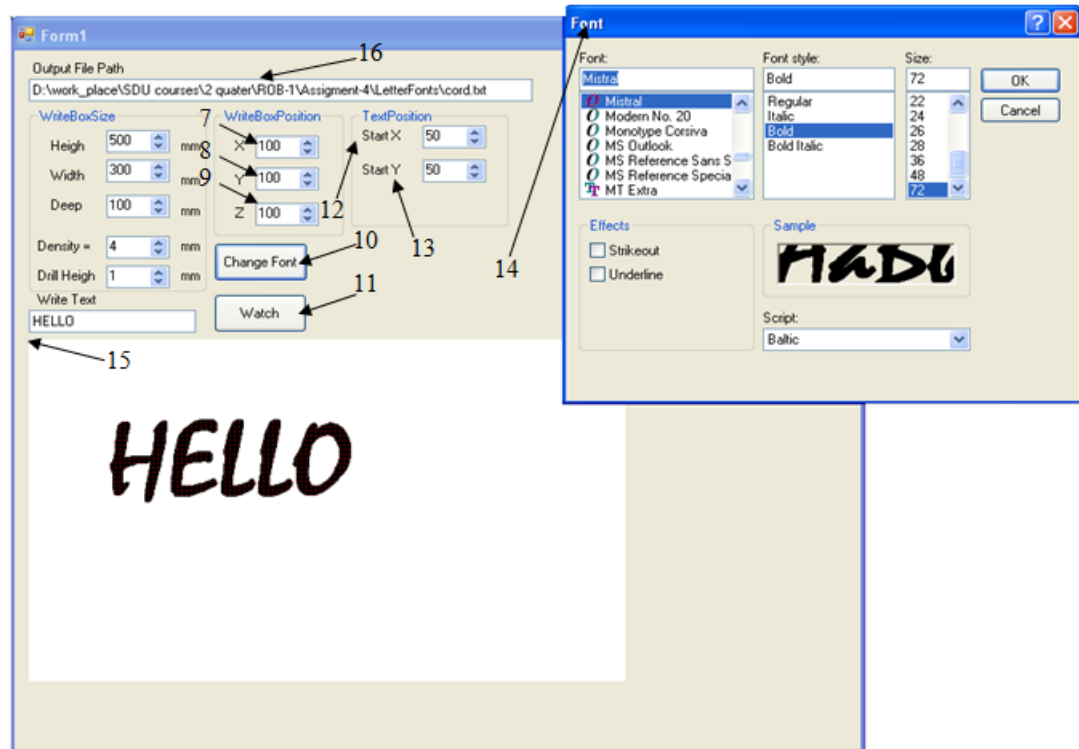 Form1
16
Output File Path
D:\work_place\SDU courses\2 quater\ROB-1\Assigment-4\LetterFonts\cord.txt
WriteBoxSize
Heigh 500 mm
Width 300 mm
Deep 100 mm
Density = 4 mm
Drill Heigh 1 mm
WriteBoxPosition
7 X 100
8 Y 100
9 Z 100
TextPosition
Start X 50
Start Y 50
12
13
Change Font
10
Watch
11
Write Text
HELLO
15
HELLO
Font
14
Font:
Mistral
Mistral
Modern No. 20
Monotype Corsiva
MS Outlook
MS Reference Sans S
MS Reference Specia
MT Extra
Font style:
Bold
Regular
Italic
Bold
Bold Italic
Size:
72
22
24
26
28
36
48
72
OK
Cancel
Effects
Strikeout
Underline
Sample
Script:
Baltic